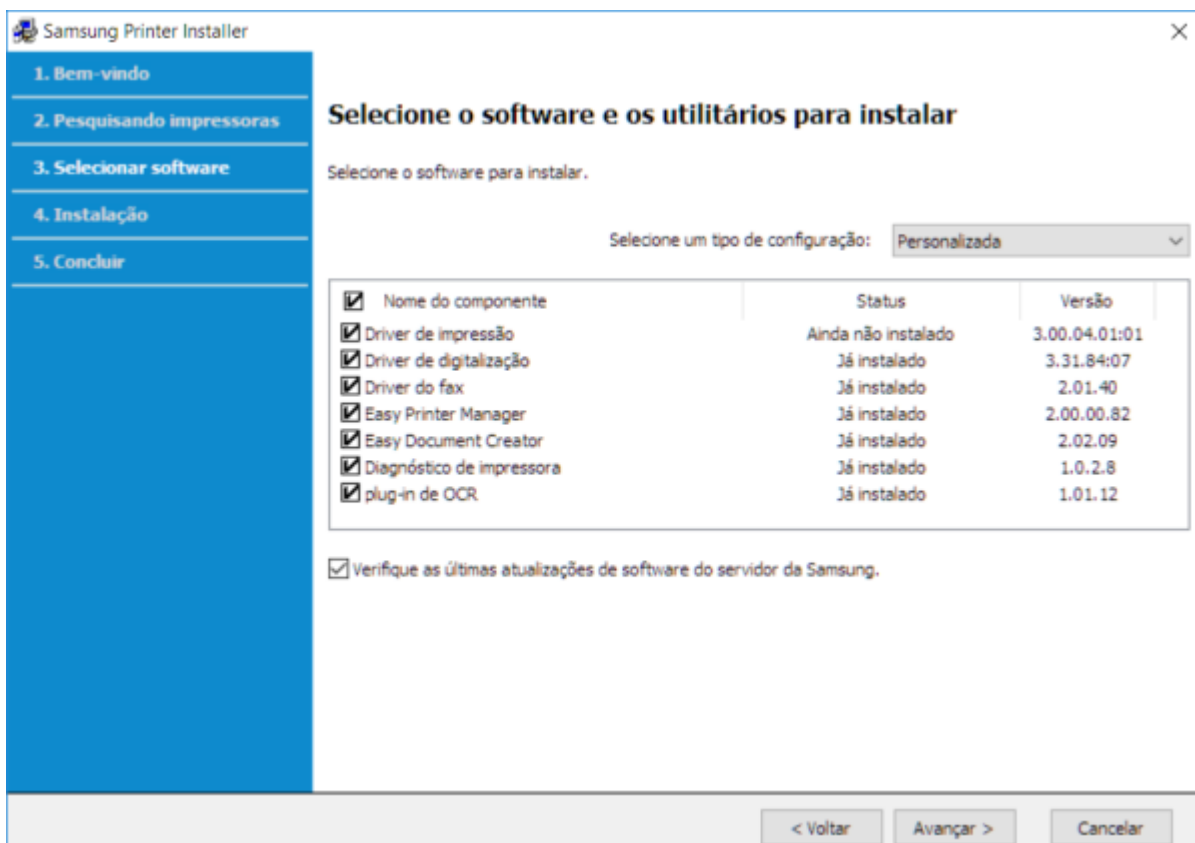 Samsung Printer Installer
1. Bem-vindo
2. Pesquisando impressoras
3. Selecionar software
4. Instalação
5. Concluir
Selecione o software e os utilitários para instalar
Selecione o software para instalar.
Selecione um tipo de configuração: Personalizada
Nome do componente Status Versão
Driver de impressão Ainda não instalado 3.00.04.01:01
Driver de digitalização Já instalado 3.31.84:07
Driver do fax Já instalado 2.01.40
Easy Printer Manager Já instalado 2.00.00.82
Easy Document Creator Já instalado 2.02.09
Diagnóstico de impressora Já instalado 1.0.2.8
plug-in de OCR Já instalado 1.01.12
Verifique as últimas atualizações de software do servidor da Samsung.
< Voltar Avançar > Cancelar